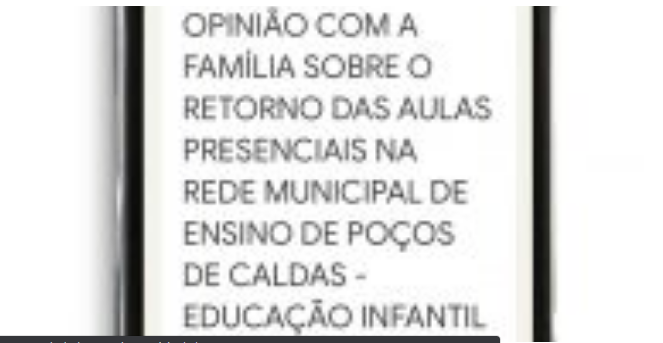 OPINIÃO COM A
FAMÍLIA SOBRE O
RETORNO DAS AULAS
PRESENCIAIS NA
REDE MUNICIPAL DE
ENSINO DE POÇOS
DE CALDAS -
EDUCAÇÃO INFANTIL